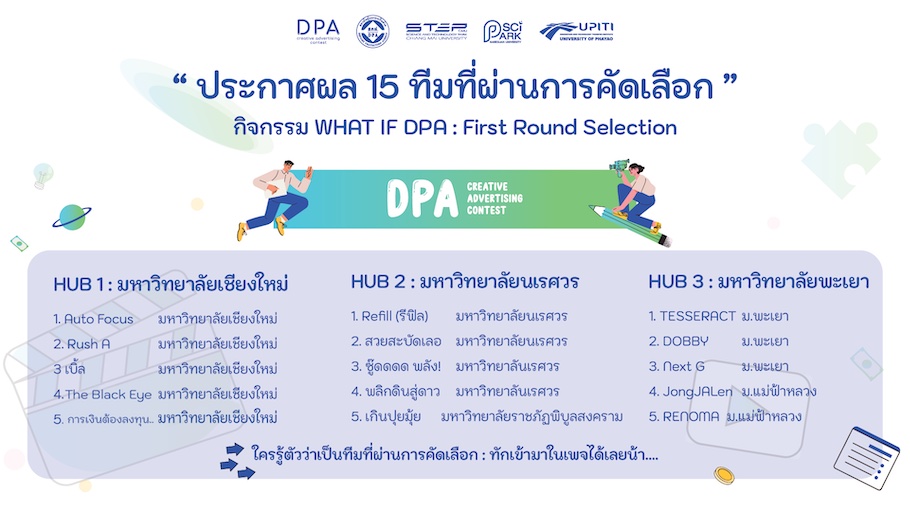 DPA
creative advertising
contest
DPA
STEP
SCIENCE AND TECHNOLOGY PARK
CHIANG MAI UNIVERSITY
SCI
PARK
UPITI
UNIVERSITY OF PHAYAO
“ ประกาศผล 15 ทีมที่ผ่านการคัดเลือก ”
กิจกรรม WHAT IF DPA : First Round Selection
DPA CREATIVE
ADVERTISING
CONTEST
HUB 1 : มหาวิทยาลัยเชียงใหม่
1. Auto Focus มหาวิทยาลัยเชียงใหม่
2. Rush A มหาวิทยาลัยเชียงใหม่
3 เบิ้ล มหาวิทยาลัยเชียงใหม่
4. The Black Eye มหาวิทยาลัยเชียงใหม่
5. การเงินต้องลงทุน.. มหาวิทยาลัยเชียงใหม่
HUB 2 : มหาวิทยาลัยนเรศวร
1. Refill (รีฟิล) มหาวิทยาลัยนเรศวร
2. สวยสะบัดเลอ มหาวิทยาลัยนเรศวร
3. ซู๊ดดดด พลัง! มหาวิทยาลัยนเรศวร
4. พลิกดินสู่ดาว มหาวิทยาลัยนเรศวร
5. เกินปุยมุ้ย มหาวิทยาลัยราชภัฏพิบูลสงคราม
HUB 3 : มหาวิทยาลัยพะเยา
1. TESSERACT ม.พะเยา
2. DOBBY ม.พะเยา
3. Next G ม.พะเยา
4. JongJALen ม.แม่ฟ้าหลวง
5. RENOMA ม.แม่ฟ้าหลวง
ใครรู้ตัวว่าเป็นทีมที่ผ่านการคัดเลือก : ทักเข้ามาในเพจได้เลยน้า....